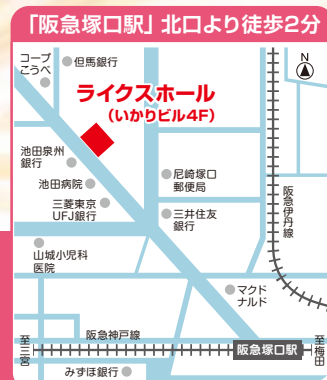 「阪急塚口駅」北口より徒歩2分
コープ
こうべ
但馬銀行
N
ライクスホール
(いかりビル4F)
池田泉州
銀行
池田病院
三菱東京
UFJ銀行
尼崎塚口
郵便局
三井住友
銀行
阪急伊丹線
山城小児科
医院
マクド
ナルド
阪急神戸線
至三宮
阪急塚口駅
至梅田
みずほ銀行